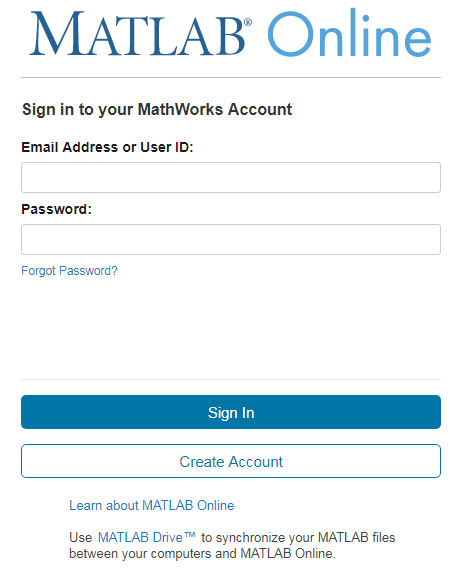 MATLAB® Online
Sign in to your MathWorks Account
Email Address or User ID:
Password:
Forgot Password?
Sign In
Create Account
Learn about MATLAB Online
Use MATLAB Drive™ to synchronize your MATLAB files
between your computers and MATLAB Online.